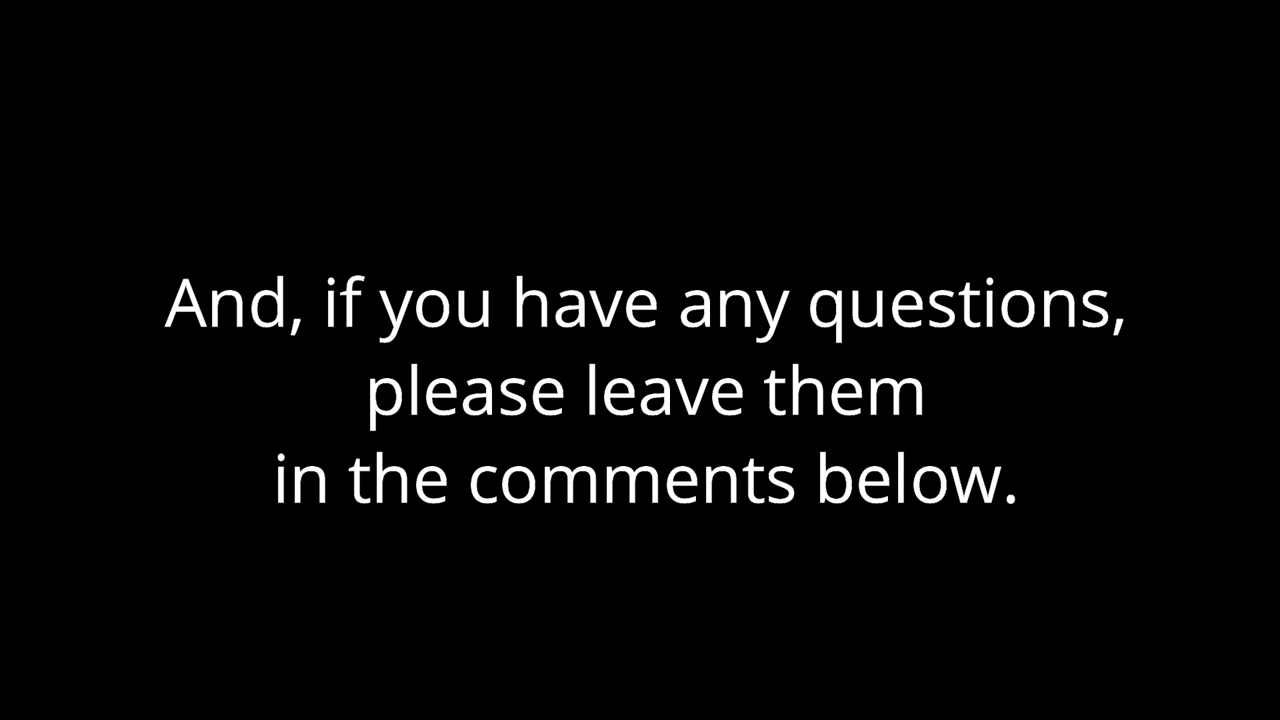 And, if you have any questions,
please leave them
in the comments below.